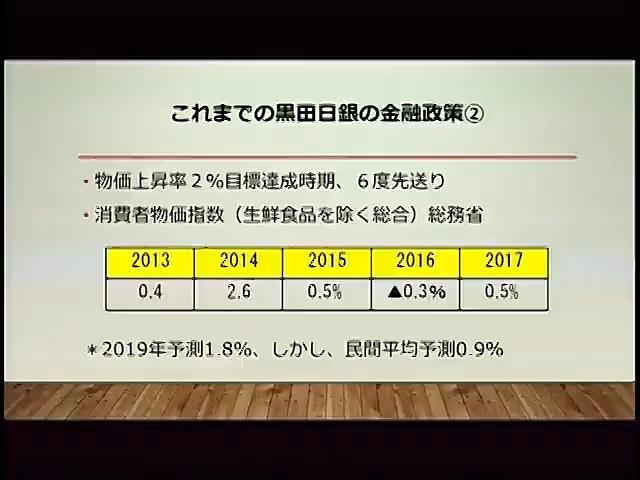 これまでの黒田日銀の金融政策②
・物価上昇率２％目標達成時期、６度先送り
・消費者物価指数（生鮮食品を除く総合）総務省
2013 2014 2015 2016 2017
0.4 2.6 0.5% ▲0.3% 0.5%
＊2019年予測1.8%、しかし、民間平均予測0.9%